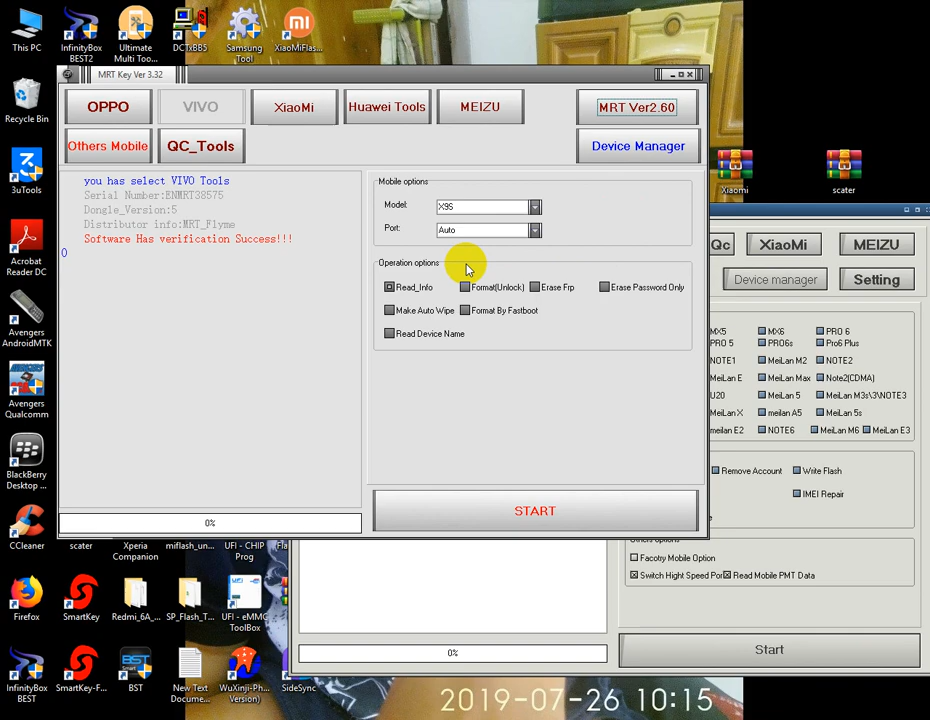 This PC
InfinityBox
BEST2
Ultimate
Multi Too...
DCTxBB5
Samsung
Tool
XiaoMiFlas...
Recycle Bin
3uTools
Acrobat
Reader DC
Avengers
AndroidMTK
Avengers
Qualcomm
BlackBerry
Desktop ...
CCleaner
scater
Xperia
Companion
miflash_un...
UFI - CHIP
Prog
Firefox
SmartKey
Redmi_6A_...
SP_Flash_T...
UFI - eMMC
ToolBox
InfinityBox
BEST
SmartKey-F...
BST
New Text
Docume...
WuXinji-Ph...
Version)
SideSync
Xiaomi
scater
MRT Key Ver 3.32
OPPO
VIVO
XiaoMi
Huawei Tools
MEIZU
MRT Ver2.60
Others Mobile
QC_Tools
Device Manager
you has select VIVO Tools
Serial Number:ENMRT38575
Dongle_Version:5
Distributor info:MRT_Flyme
Software Has verification Success!!!
0
0%
Mobile options
Model: X9S
Port: Auto
Operation options
Read_Info Format(Unlock) Erase Frp Erase Password Only
Make Auto Wipe Format By Fastboot
Read Device Name
START
Qc
XiaoMi
MEIZU
Device manager
Setting
MX5 MX6 PRO 6
PRO 5 PRO6s Pro6 Plus
NOTE1 MeiLan M2 NOTE2
MeiLan E MeiLan Max Note2(CDMA)
U20 MeiLan 5 MeiLan M3s\3\NOTE3
MeiLan X meilan A5 MeiLan 5s
meilan E2 NOTE6 MeiLan M6 MeiLan E3
Remove Account Write Flash
IMEI Repair
Others options
Facotry Mobile Option
Switch Hight Speed Port Read Mobile PMT Data
0%
Start
2019-07-26 10:15